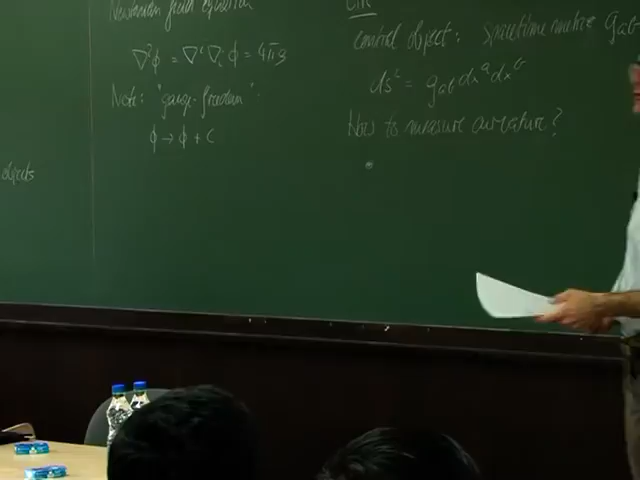 Newtonian field equation
∇²ϕ = ∇ⁱ∇ᵢϕ = 4πρ
Note: "gauge-freedom".
ϕ → ϕ + c
objects
GR
central object: spacetime metric gab
ds² = gab dxᵃ dxᵇ
How to measure curvature?